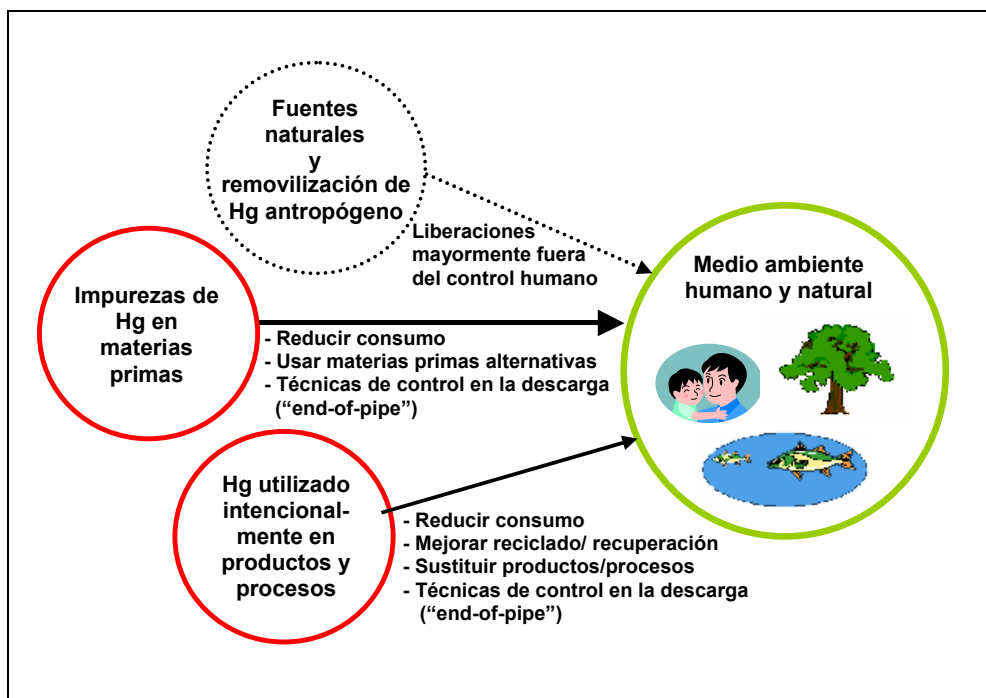 Fuentes
naturales
y
removilización de
Hg antropógeno
Liberaciones
mayormente fuera
del control humano
Medio ambiente
humano y natural
Impurezas de
Hg en
materias
primas
- Reducir consumo
- Usar materias primas alternativas
- Técnicas de control en la descarga
(“end-of-pipe”)
Hg utilizado
intencional-
mente en
productos y
procesos
- Reducir consumo
- Mejorar reciclado/ recuperación
- Sustituir productos/procesos
- Técnicas de control en la descarga
(“end-of-pipe”)